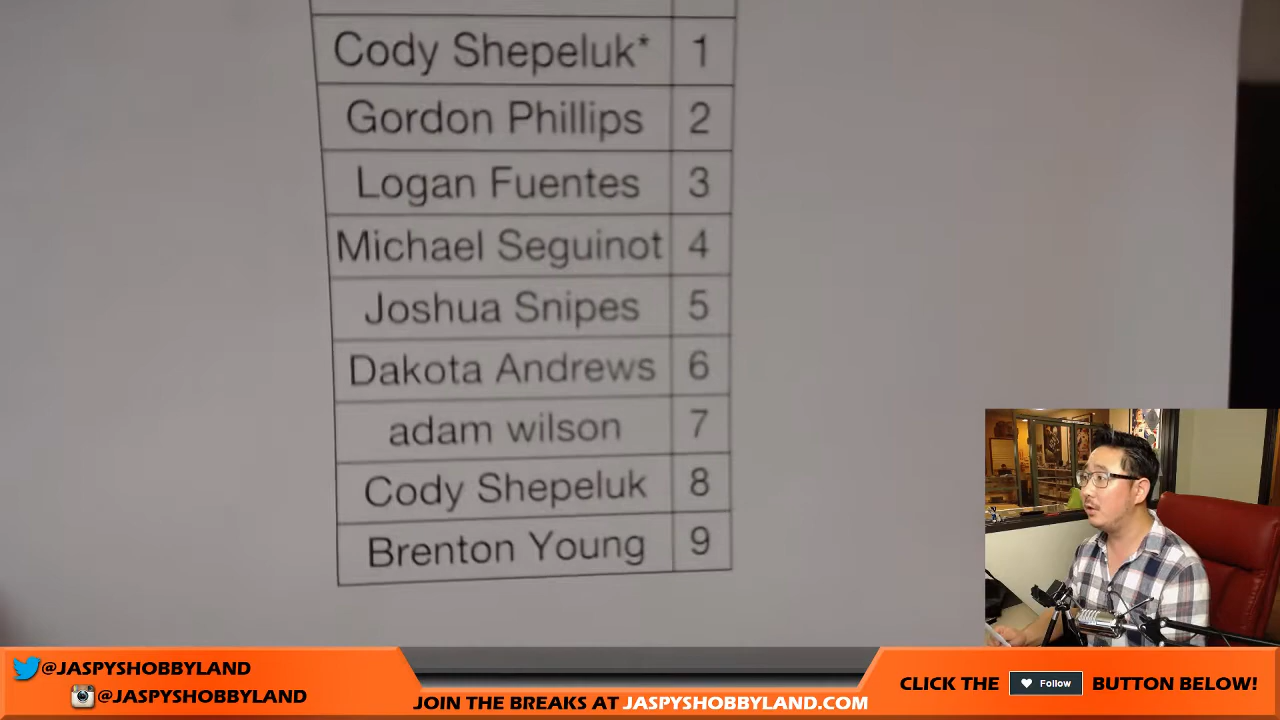 Cody Shepeluk* 1
Gordon Phillips 2
Logan Fuentes 3
Michael Seguinot 4
Joshua Snipes 5
Dakota Andrews 6
adam wilson 7
Cody Shepeluk 8
Brenton Young 9
@JASPYSHOBBYLAND
@JASPYSHOBBYLAND
JOIN THE BREAKS AT JASPYSHOBBYLAND.COM
CLICK THE Follow BUTTON BELOW!